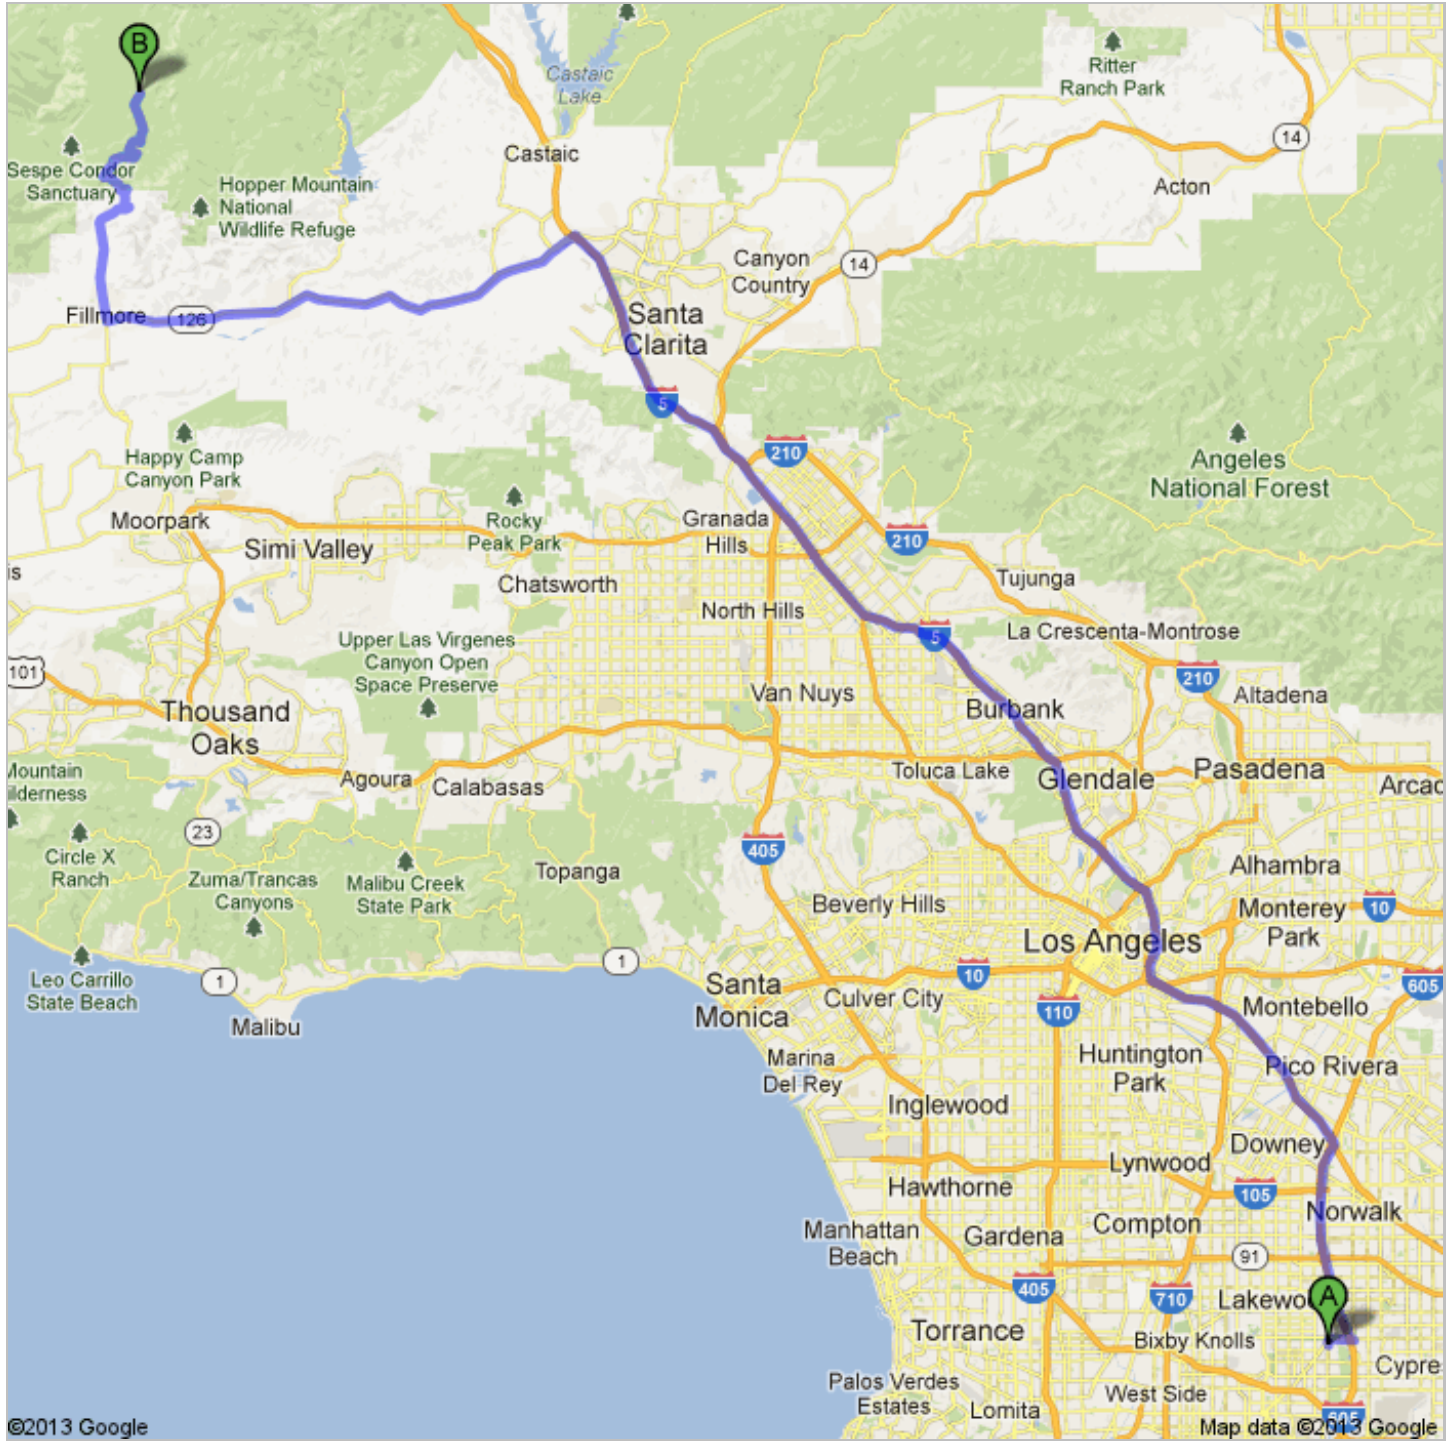 B
Castaic
Lake
Ritter
Ranch Park
14
Castaic
Sespe Condor
Sanctuary
Hopper Mountain
National
Wildlife Refuge
Acton
Canyon
Country
14
Fillmore
126
Santa
Clarita
5
Happy Camp
Canyon Park
210
Angeles
National Forest
Moorpark
Rocky
Peak Park
Granada
Hills
210
Simi Valley
is
Chatsworth
Tujunga
North Hills
Upper Las Virgenes
Canyon Open
Space Preserve
5
La Crescenta-Montrose
101
210
Van Nuys
Altadena
Thousand
Oaks
Burbank
Mountain
ilderness
Agoura
Calabasas
Toluca Lake
Glendale
Pasadena
Arcad
23
Circle X
Ranch
405
Zuma/Trancas
Canyons
Malibu Creek
State Park
Topanga
Alhambra
Beverly Hills
Monterey
Park
10
Los Angeles
1
1
Leo Carrillo
State Beach
Santa
Monica
10
605
Malibu
Culver City
110
Montebello
Marina
Del Rey
Huntington
Park
Pico Rivera
Inglewood
Downey
Lynwood
Hawthorne
105
Norwalk
Manhattan
Beach
Gardena
Compton
91
405
710
Lakewo
A
Torrance
Bixby Knolls
Cypre
Palos Verdes
Estates
Lomita
West Side
605
©2013 Google
Map data ©2013 Google